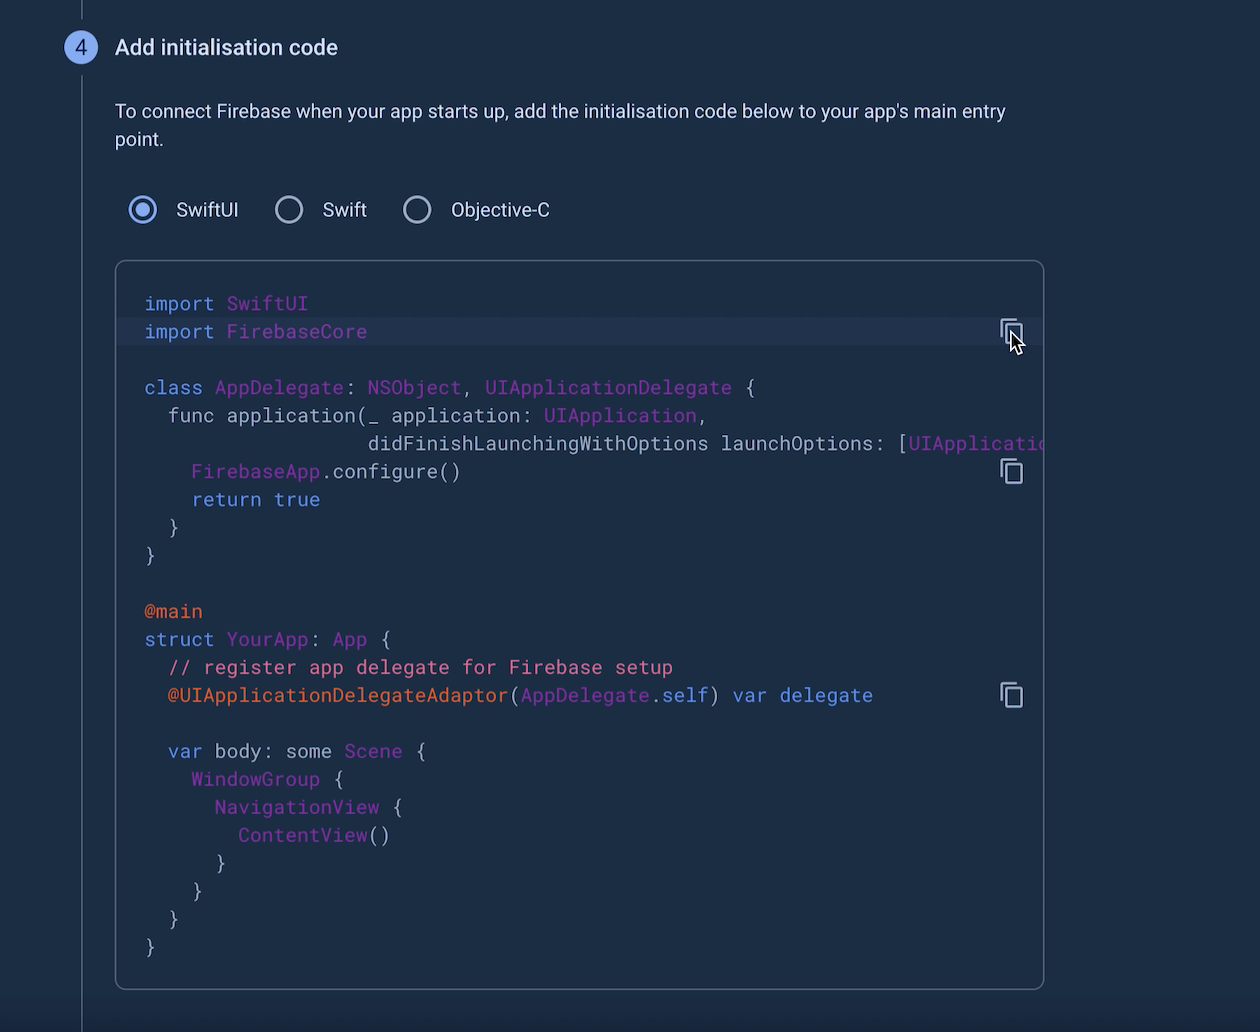 4 Add initialisation code
To connect Firebase when your app starts up, add the initialisation code below to your app's main entry
point.
SwiftUI Swift Objective-C
import SwiftUI
import FirebaseCore
class AppDelegate: NSObject, UIApplicationDelegate {
  func application(_ application: UIApplication,
                   didFinishLaunchingWithOptions launchOptions: [UIApplicatio
    FirebaseApp.configure()
    return true
  }
}
@main
struct YourApp: App {
  // register app delegate for Firebase setup
  @UIApplicationDelegateAdaptor(AppDelegate.self) var delegate
  var body: some Scene {
    WindowGroup {
      NavigationView {
        ContentView()
      }
    }
  }
}